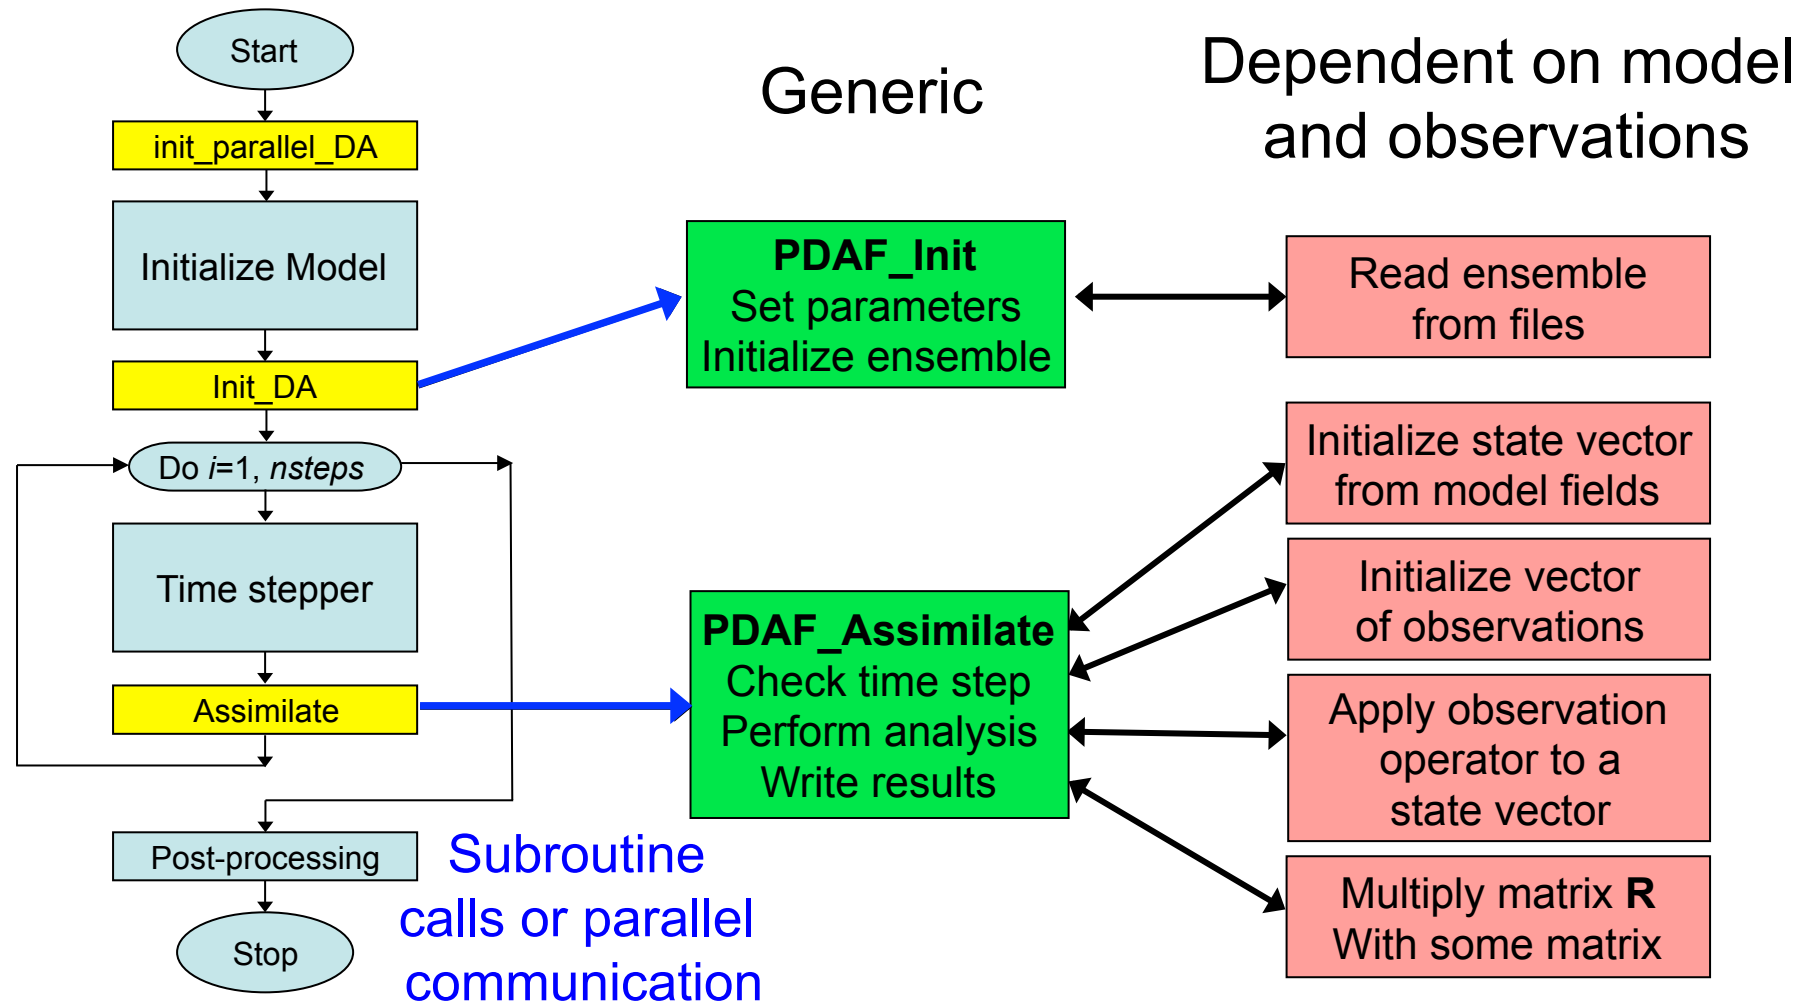 Start
init_parallel_DA
Initialize Model
Init_DA
Do i=1, nsteps
Time stepper
Assimilate
Post-processing
Stop
Generic
PDAF_Init
Set parameters
Initialize ensemble
PDAF_Assimilate
Check time step
Perform analysis
Write results
Subroutine
calls or parallel
communication
Dependent on model
and observations
Read ensemble
from files
Initialize state vector
from model fields
Initialize vector
of observations
Apply observation
operator to a
state vector
Multiply matrix R
With some matrix